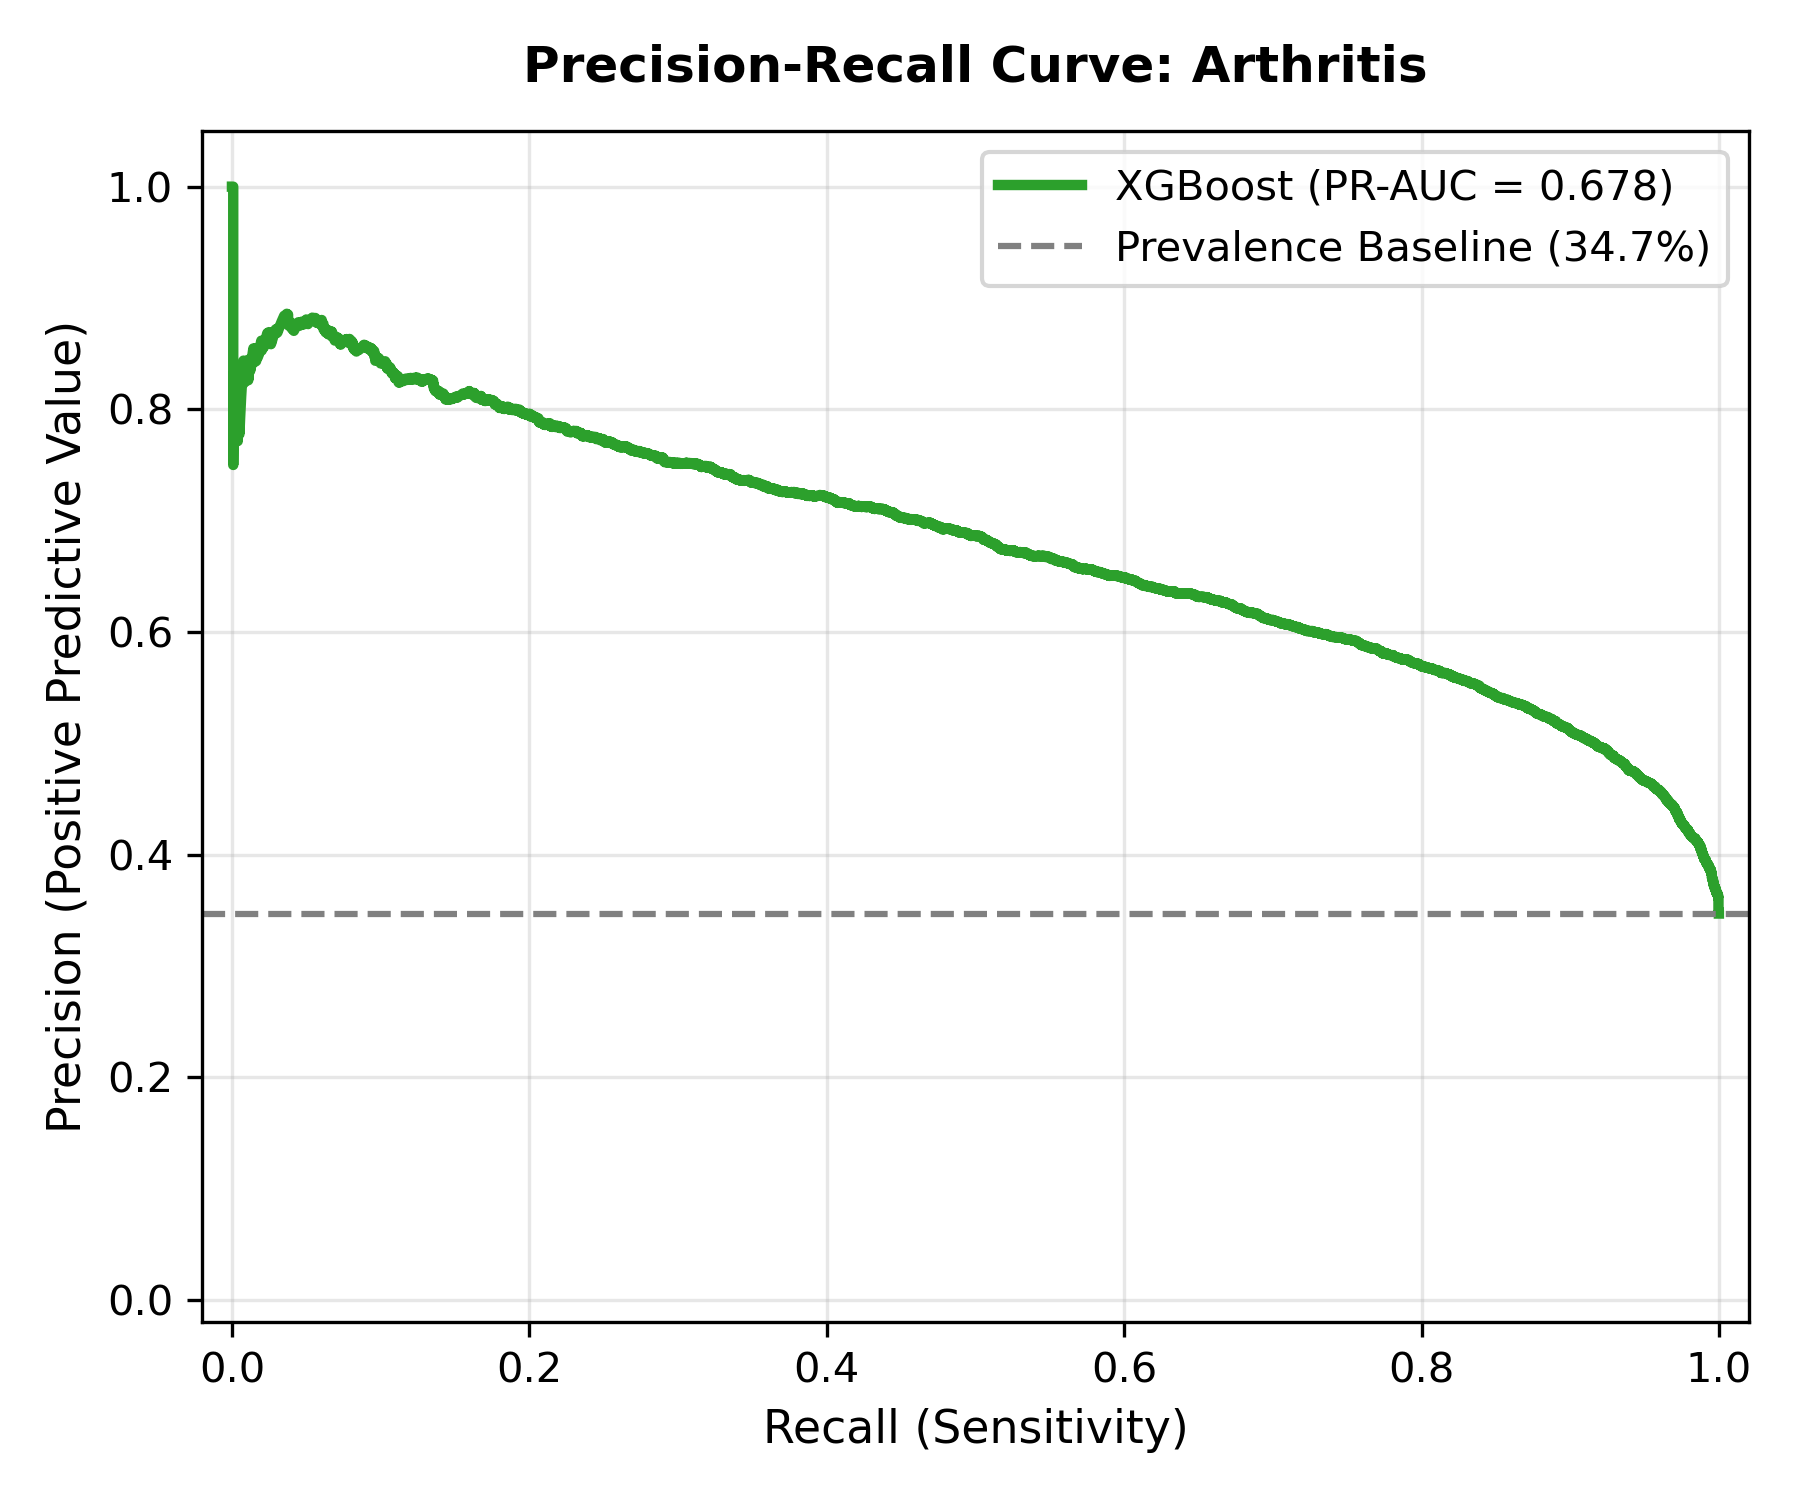 Precision-Recall Curve: Arthritis
XGBoost (PR-AUC = 0.678)
Prevalence Baseline (34.7%)
Precision (Positive Predictive Value)
1.0
0.8
0.6
0.4
0.2
0.0
0.0 0.2 0.4 0.6 0.8 1.0
Recall (Sensitivity)